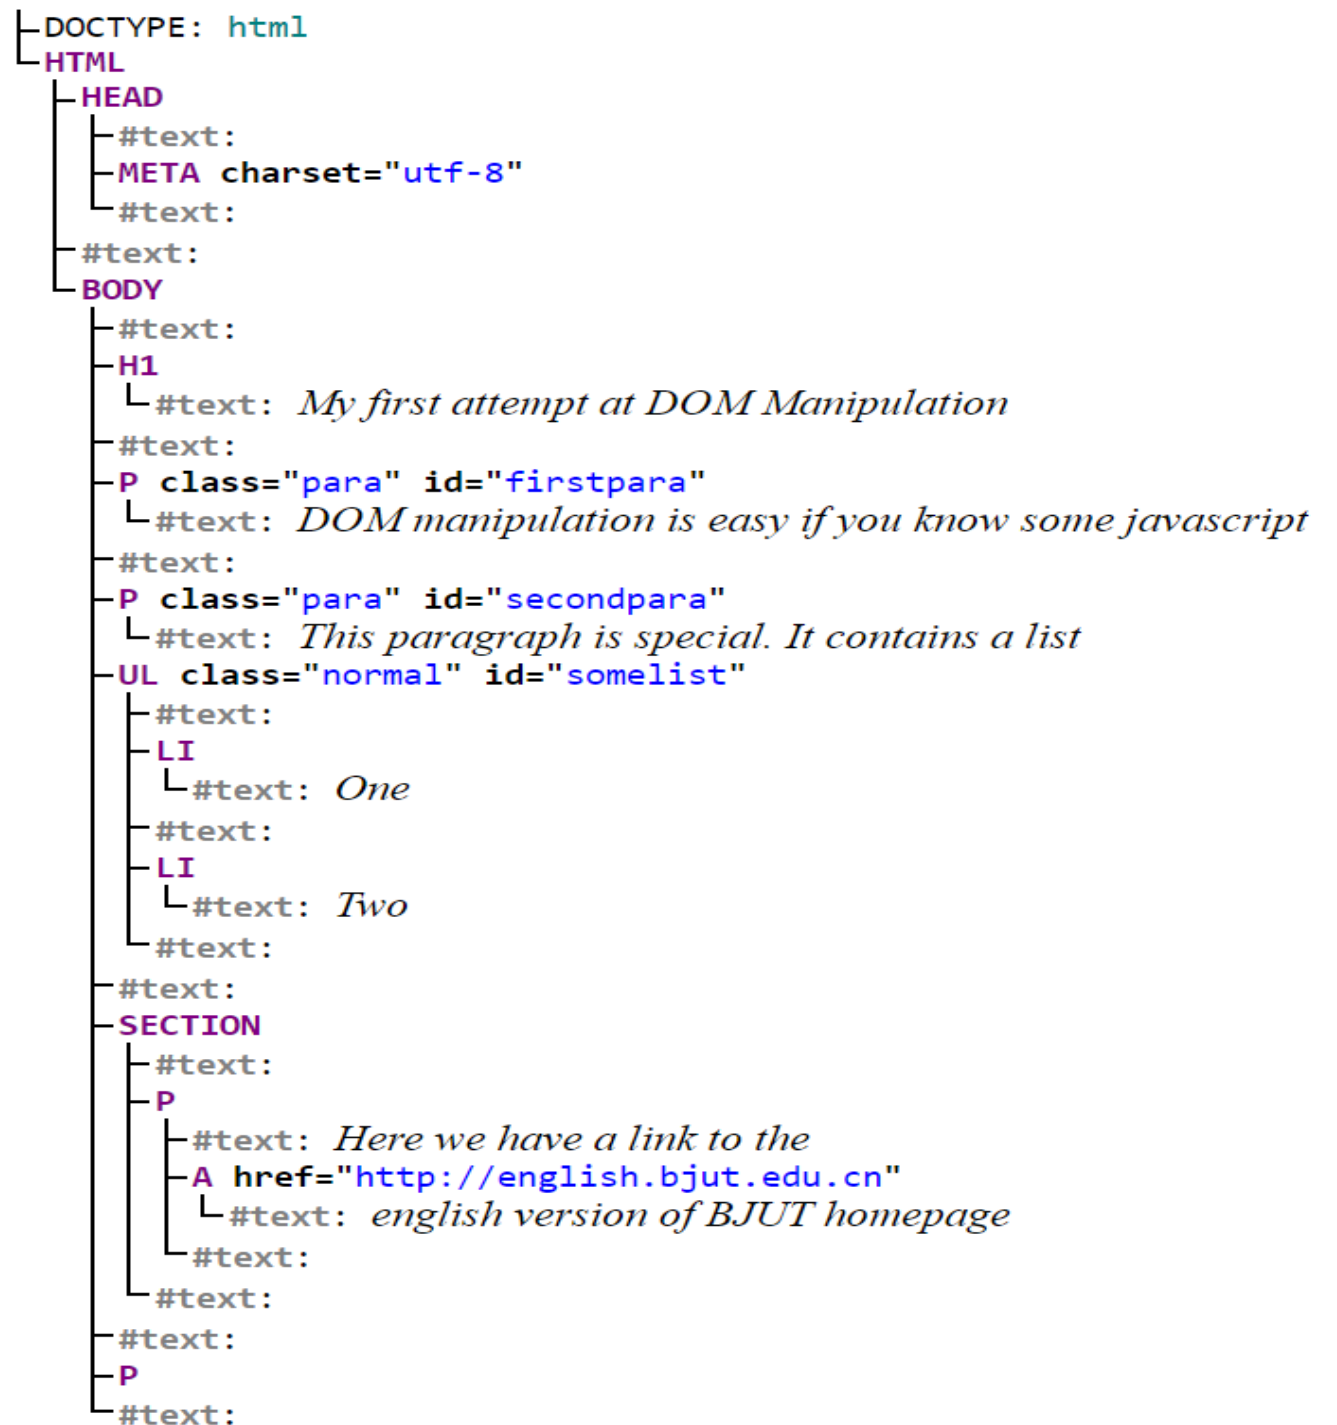 DOCTYPE: html
HTML
HEAD
#text:
META charset="utf-8"
#text:
#text:
BODY
#text:
H1
#text: My first attempt at DOM Manipulation
#text:
P class="para" id="firstpara"
#text: DOM manipulation is easy if you know some javascript
#text:
P class="para" id="secondpara"
#text: This paragraph is special. It contains a list
UL class="normal" id="somelist"
#text:
LI
#text: One
#text:
LI
#text: Two
#text:
#text:
SECTION
#text:
P
#text: Here we have a link to the
A href="http://english.bjut.edu.cn"
#text: english version of BJUT homepage
#text:
#text:
#text:
P
#text: